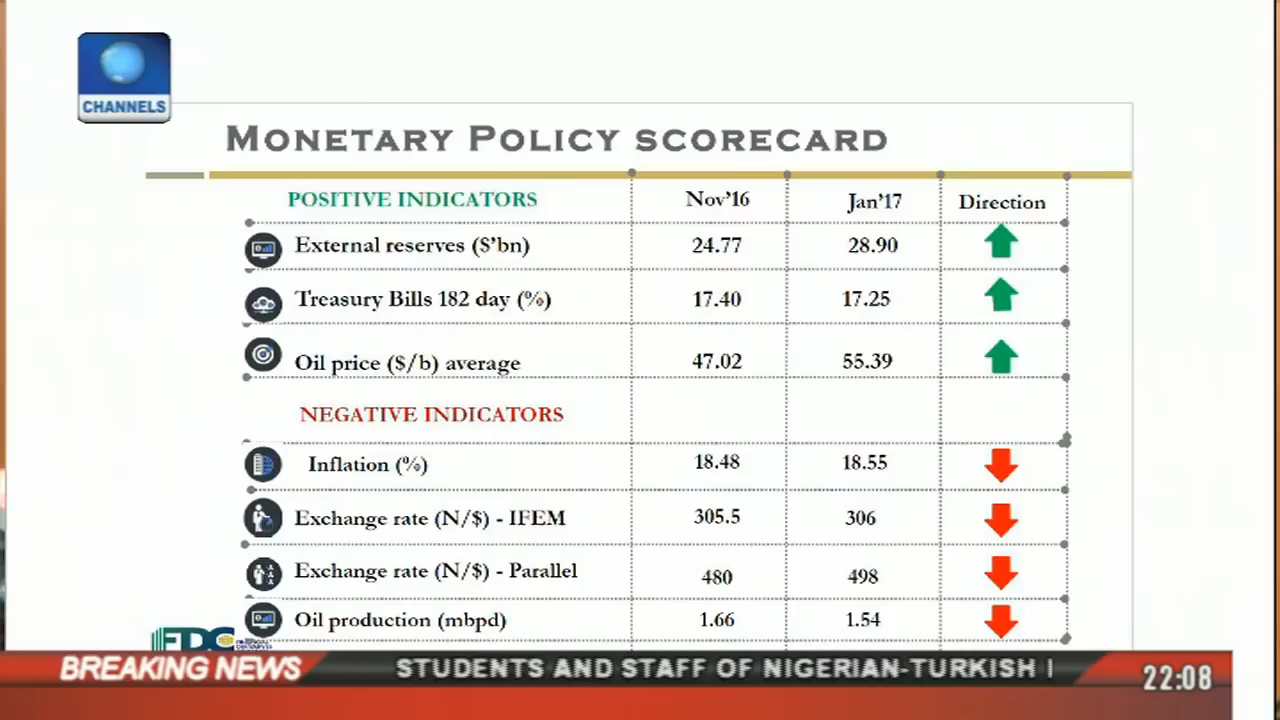 CHANNELS
MONETARY POLICY SCORECARD
POSITIVE INDICATORS Nov'16 Jan'17 Direction
External reserves ($'bn) 24.77 28.90
Treasury Bills 182 day (%) 17.40 17.25
Oil price ($/b) average 47.02 55.39
NEGATIVE INDICATORS
Inflation (%) 18.48 18.55
Exchange rate (N/$) - IFEM 305.5 306
Exchange rate (N/$) - Parallel 480 498
Oil production (mbpd) 1.66 1.54
FDC
BREAKING NEWS STUDENTS AND STAFF OF NIGERIAN-TURKISH 22:08